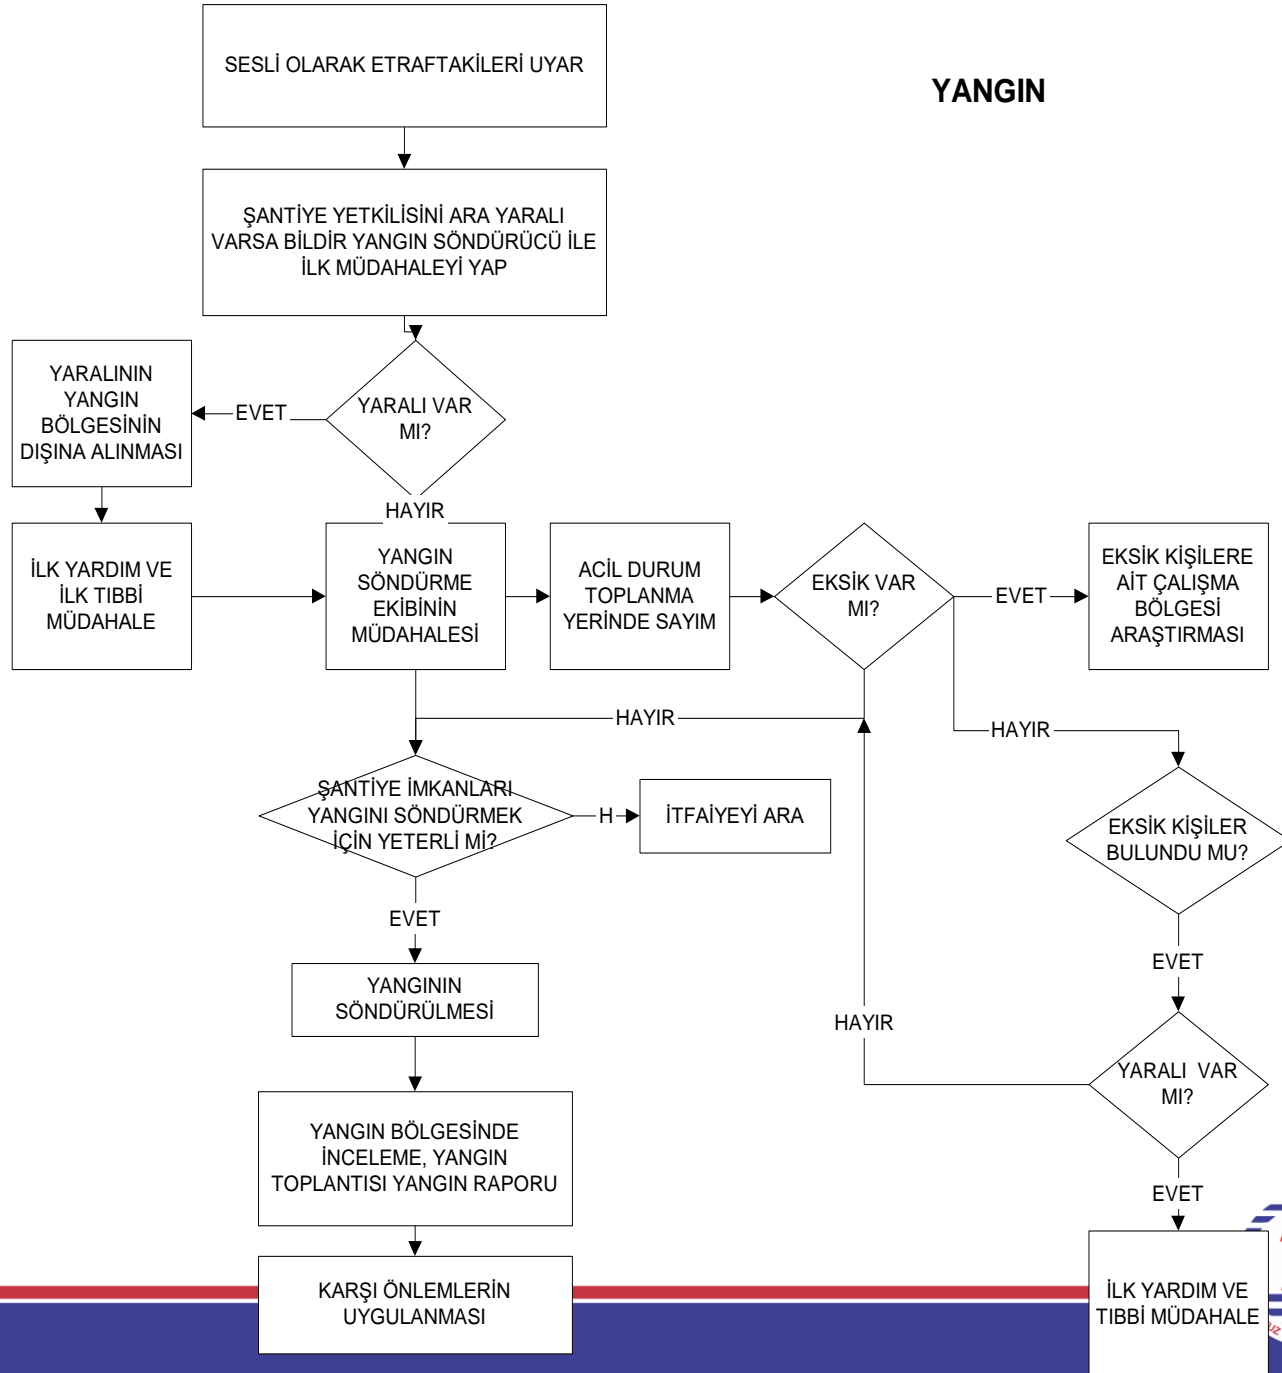 SESLİ OLARAK ETRAFTAKİLERİ UYAR
YANGIN
ŞANTİYE YETKİLİSİNİ ARA YARALI
VARSA BİLDİR YANGIN SÖNDÜRÜCÜ İLE
İLK MÜDAHALEYİ YAP
YARALININ
YANGIN
BÖLGESİNİN
DIŞINA ALINMASI
EVET
YARALI VAR
MI?
HAYIR
İLK YARDIM VE
İLK TIBBİ
MÜDAHALE
YANGIN
SÖNDÜRME
EKİBİNİN
MÜDAHALESİ
ACİL DURUM
TOPLANMA
YERİNDE SAYIM
EKSİK VAR
MI?
EVET
EKSİK KİŞİLERE
AİT ÇALIŞMA
BÖLGESİ
ARAŞTIRMASI
HAYIR
HAYIR
ŞANTİYE İMKANLARI
YANGINI SÖNDÜRMEK
İÇİN YETERLİ Mİ?
H
İTFAİYEYİ ARA
EKSİK KİŞİLER
BULUNDU MU?
EVET
EVET
YANGININ
SÖNDÜRÜLMESİ
HAYIR
YARALI VAR
MI?
YANGIN BÖLGESİNDE
İNCELEME, YANGIN
TOPLANTISI YANGIN RAPORU
EVET
KARŞI ÖNLEMLERİN
UYGULANMASI
İLK YARDIM VE
TIBBİ MÜDAHALE